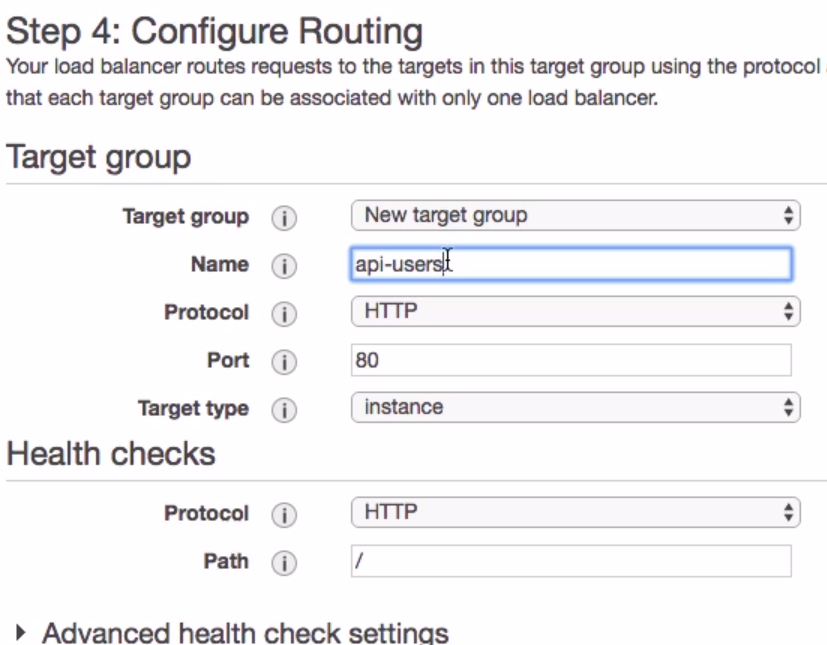 Step 4: Configure Routing
Your load balancer routes requests to the targets in this target group using the protocol
that each target group can be associated with only one load balancer.
Target group
Target group i New target group
Name i api-users
Protocol i HTTP
Port i 80
Target type i instance
Health checks
Protocol i HTTP
Path i /
Advanced health check settings